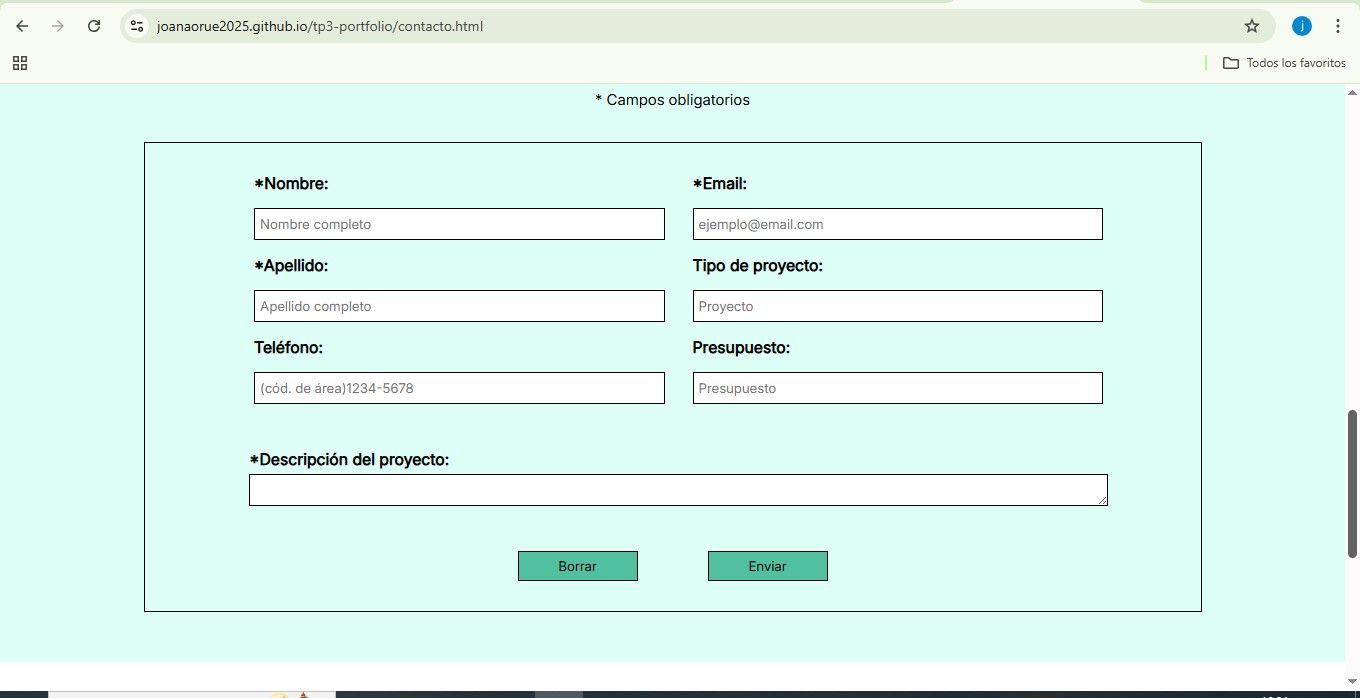 joanaorue2025.github.io/tp3-portfolio/contacto.html
j
Todos los favoritos
* Campos obligatorios
*Nombre:
*Email:
Nombre completo
ejemplo@email.com
*Apellido:
Tipo de proyecto:
Apellido completo
Proyecto
Teléfono:
Presupuesto:
(cód. de área)1234-5678
Presupuesto
*Descripción del proyecto:
Borrar
Enviar